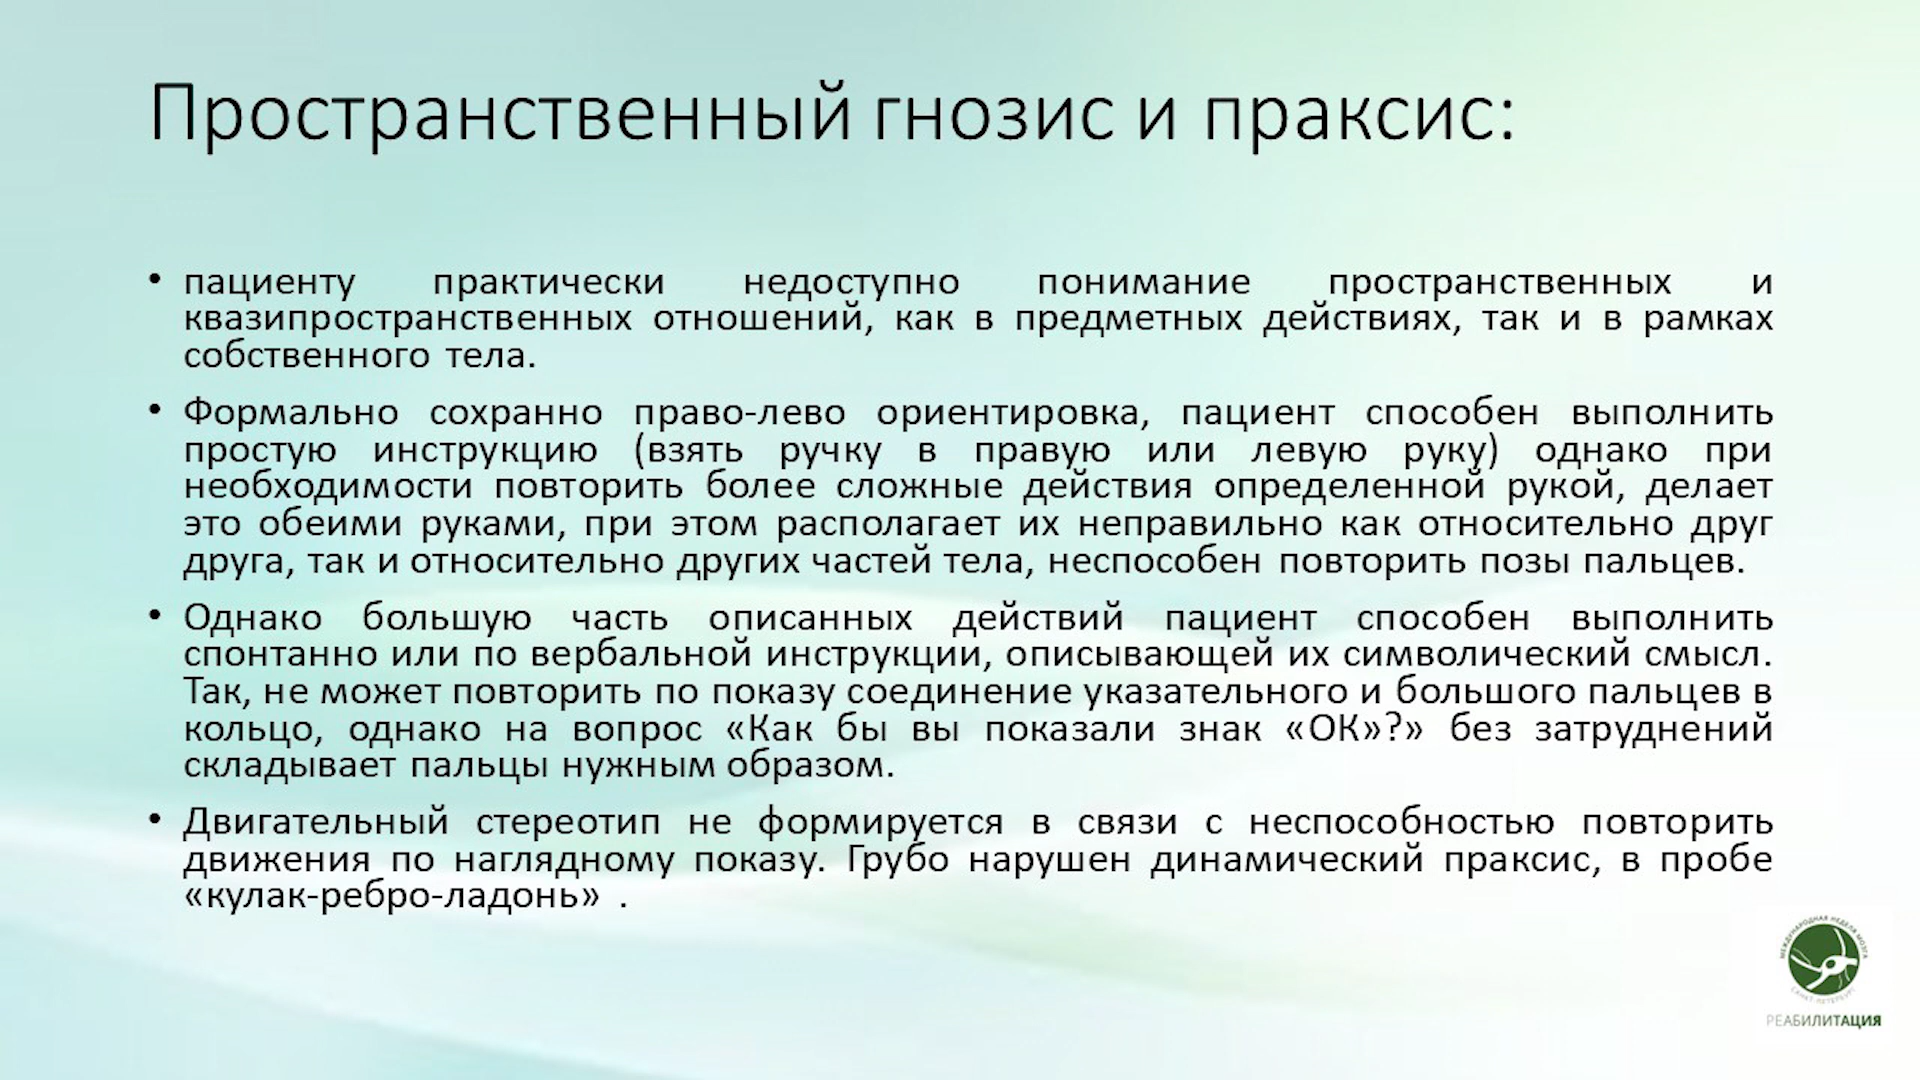 Пространственный гнозис и праксис:
• пациенту практически недоступно понимание пространственных и
квазипространственных отношений, как в предметных действиях, так и в рамках
собственного тела.
• Формально сохранно право-лево ориентировка, пациент способен выполнить
простую инструкцию (взять ручку в правую или левую руку) однако при
необходимости повторить более сложные действия определенной рукой, делает
это обеими руками, при этом располагает их неправильно как относительно друг
друга, так и относительно других частей тела, неспособен повторить позы пальцев.
• Однако большую часть описанных действий пациент способен выполнить
спонтанно или по вербальной инструкции, описывающей их символический смысл.
Так, не может повторить по показу соединение указательного и большого пальцев в
кольцо, однако на вопрос «Как бы вы показали знак «ОК»?» без затруднений
складывает пальцы нужным образом.
• Двигательный стереотип не формируется в связи с неспособностью повторить
движения по наглядному показу. Грубо нарушен динамический праксис, в пробе
«кулак-ребро-ладонь» .
МЕЖДУНАРОДНАЯ НЕДЕЛЯ МОЗГА
САНКТ-ПЕТЕРБУРГ
РЕАБИЛИТАЦИЯ